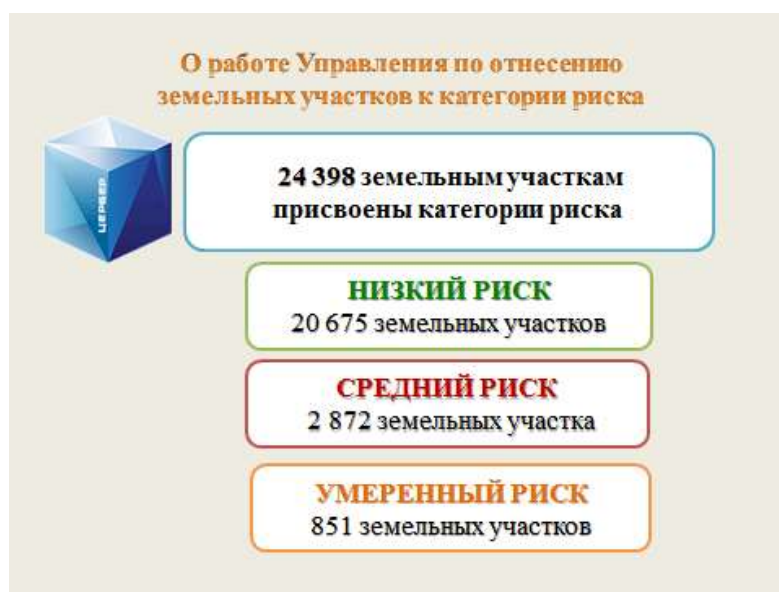 О работе Управления по отнесению
земельных участков к категории риска
ЦЕРБЕР
24 398 земельным участкам
присвоены категории риска
НИЗКИЙ РИСК
20 675 земельных участков
СРЕДНИЙ РИСК
2 872 земельных участка
УМЕРЕННЫЙ РИСК
851 земельных участков